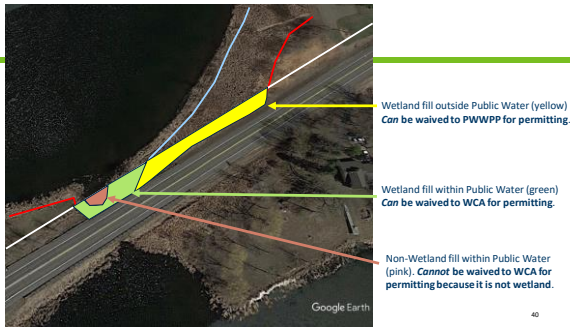 Wetland fill outside Public Water (yellow)
Can be waived to PWWPP for permitting.
Wetland fill within Public Water (green)
Can be waived to WCA for permitting.
Non-Wetland fill within Public Water
(pink). Cannot be waived to WCA for
permitting because it is not wetland.
Google Earth
40